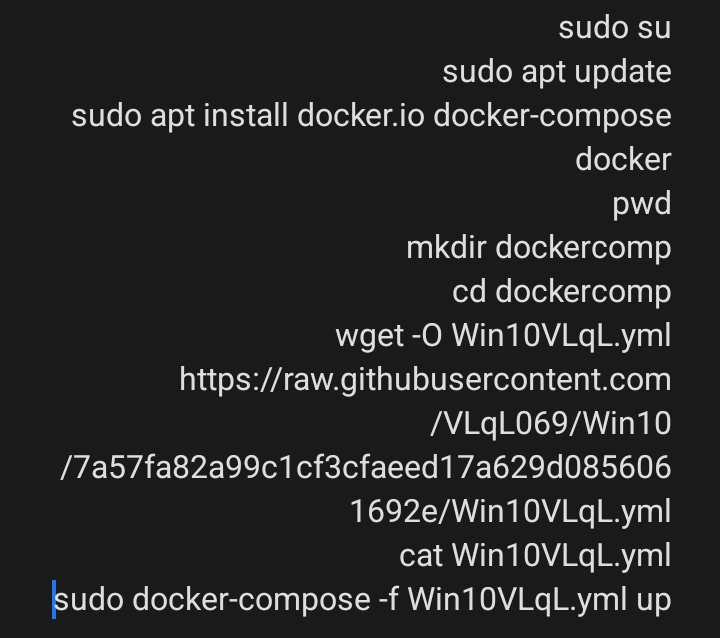 sudo su
sudo apt update
sudo apt install docker.io docker-compose
docker
pwd
mkdir dockercomp
cd dockercomp
wget -O Win10VLqL.yml
https://raw.githubusercontent.com
/VLqL069/Win10
/7a57fa82a99c1cf3cfaeed17a629d085606
1692e/Win10VLqL.yml
cat Win10VLqL.yml
sudo docker-compose -f Win10VLqL.yml up